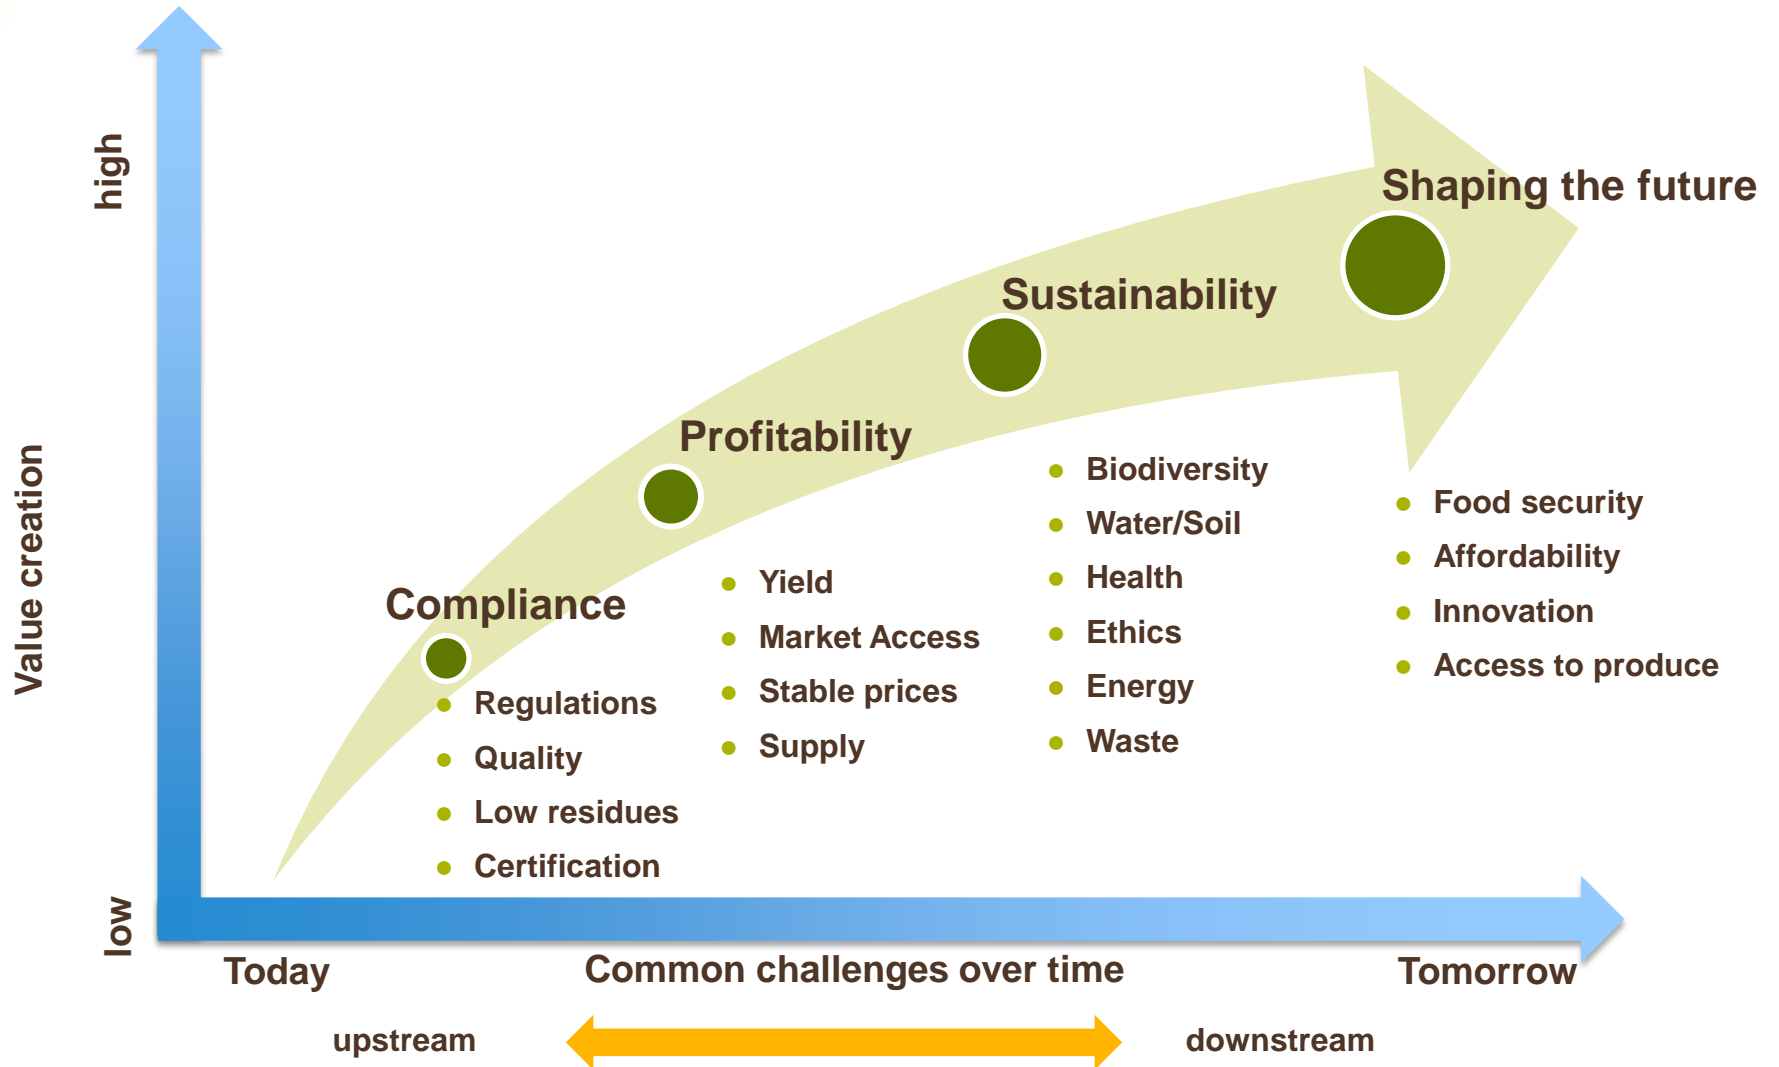 high
Value creation
low
Shaping the future
Sustainability
Profitability
Compliance
Regulations
Quality
Low residues
Certification
Yield
Market Access
Stable prices
Supply
Biodiversity
Water/Soil
Health
Ethics
Energy
Waste
Food security
Affordability
Innovation
Access to produce
Today
Common challenges over time
Tomorrow
upstream
downstream